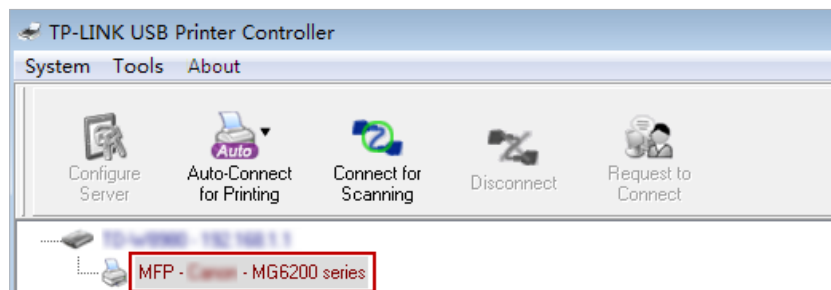 TP-LINK USB Printer Controller
System Tools About
Configure Server
Auto
Auto-Connect for Printing
Connect for Scanning
Disconnect
Request to Connect
MFP - - MG6200 series